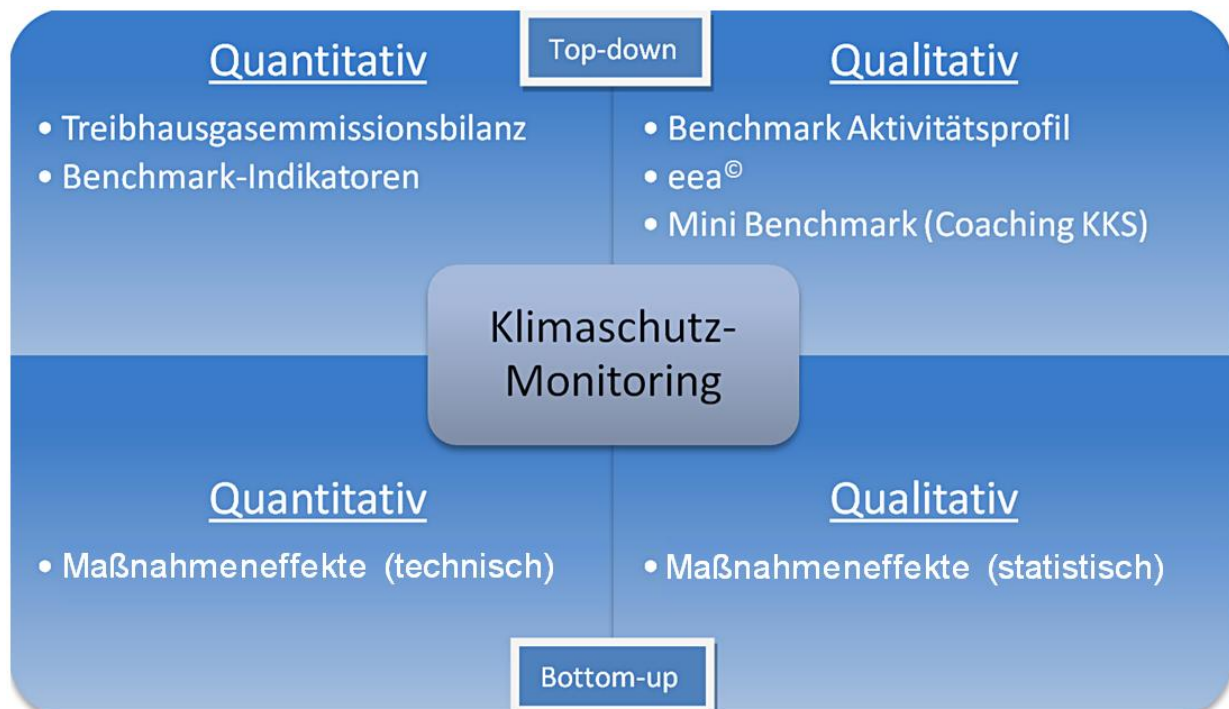 Top-down
Quantitativ
• Treibhausgasemmissionsbilanz
• Benchmark-Indikatoren
Qualitativ
• Benchmark Aktivitätsprofil
• eea©
• Mini Benchmark (Coaching KKS)
Klimaschutz-
Monitoring
Quantitativ
• Maßnahmeneffekte (technisch)
Qualitativ
• Maßnahmeneffekte (statistisch)
Bottom-up